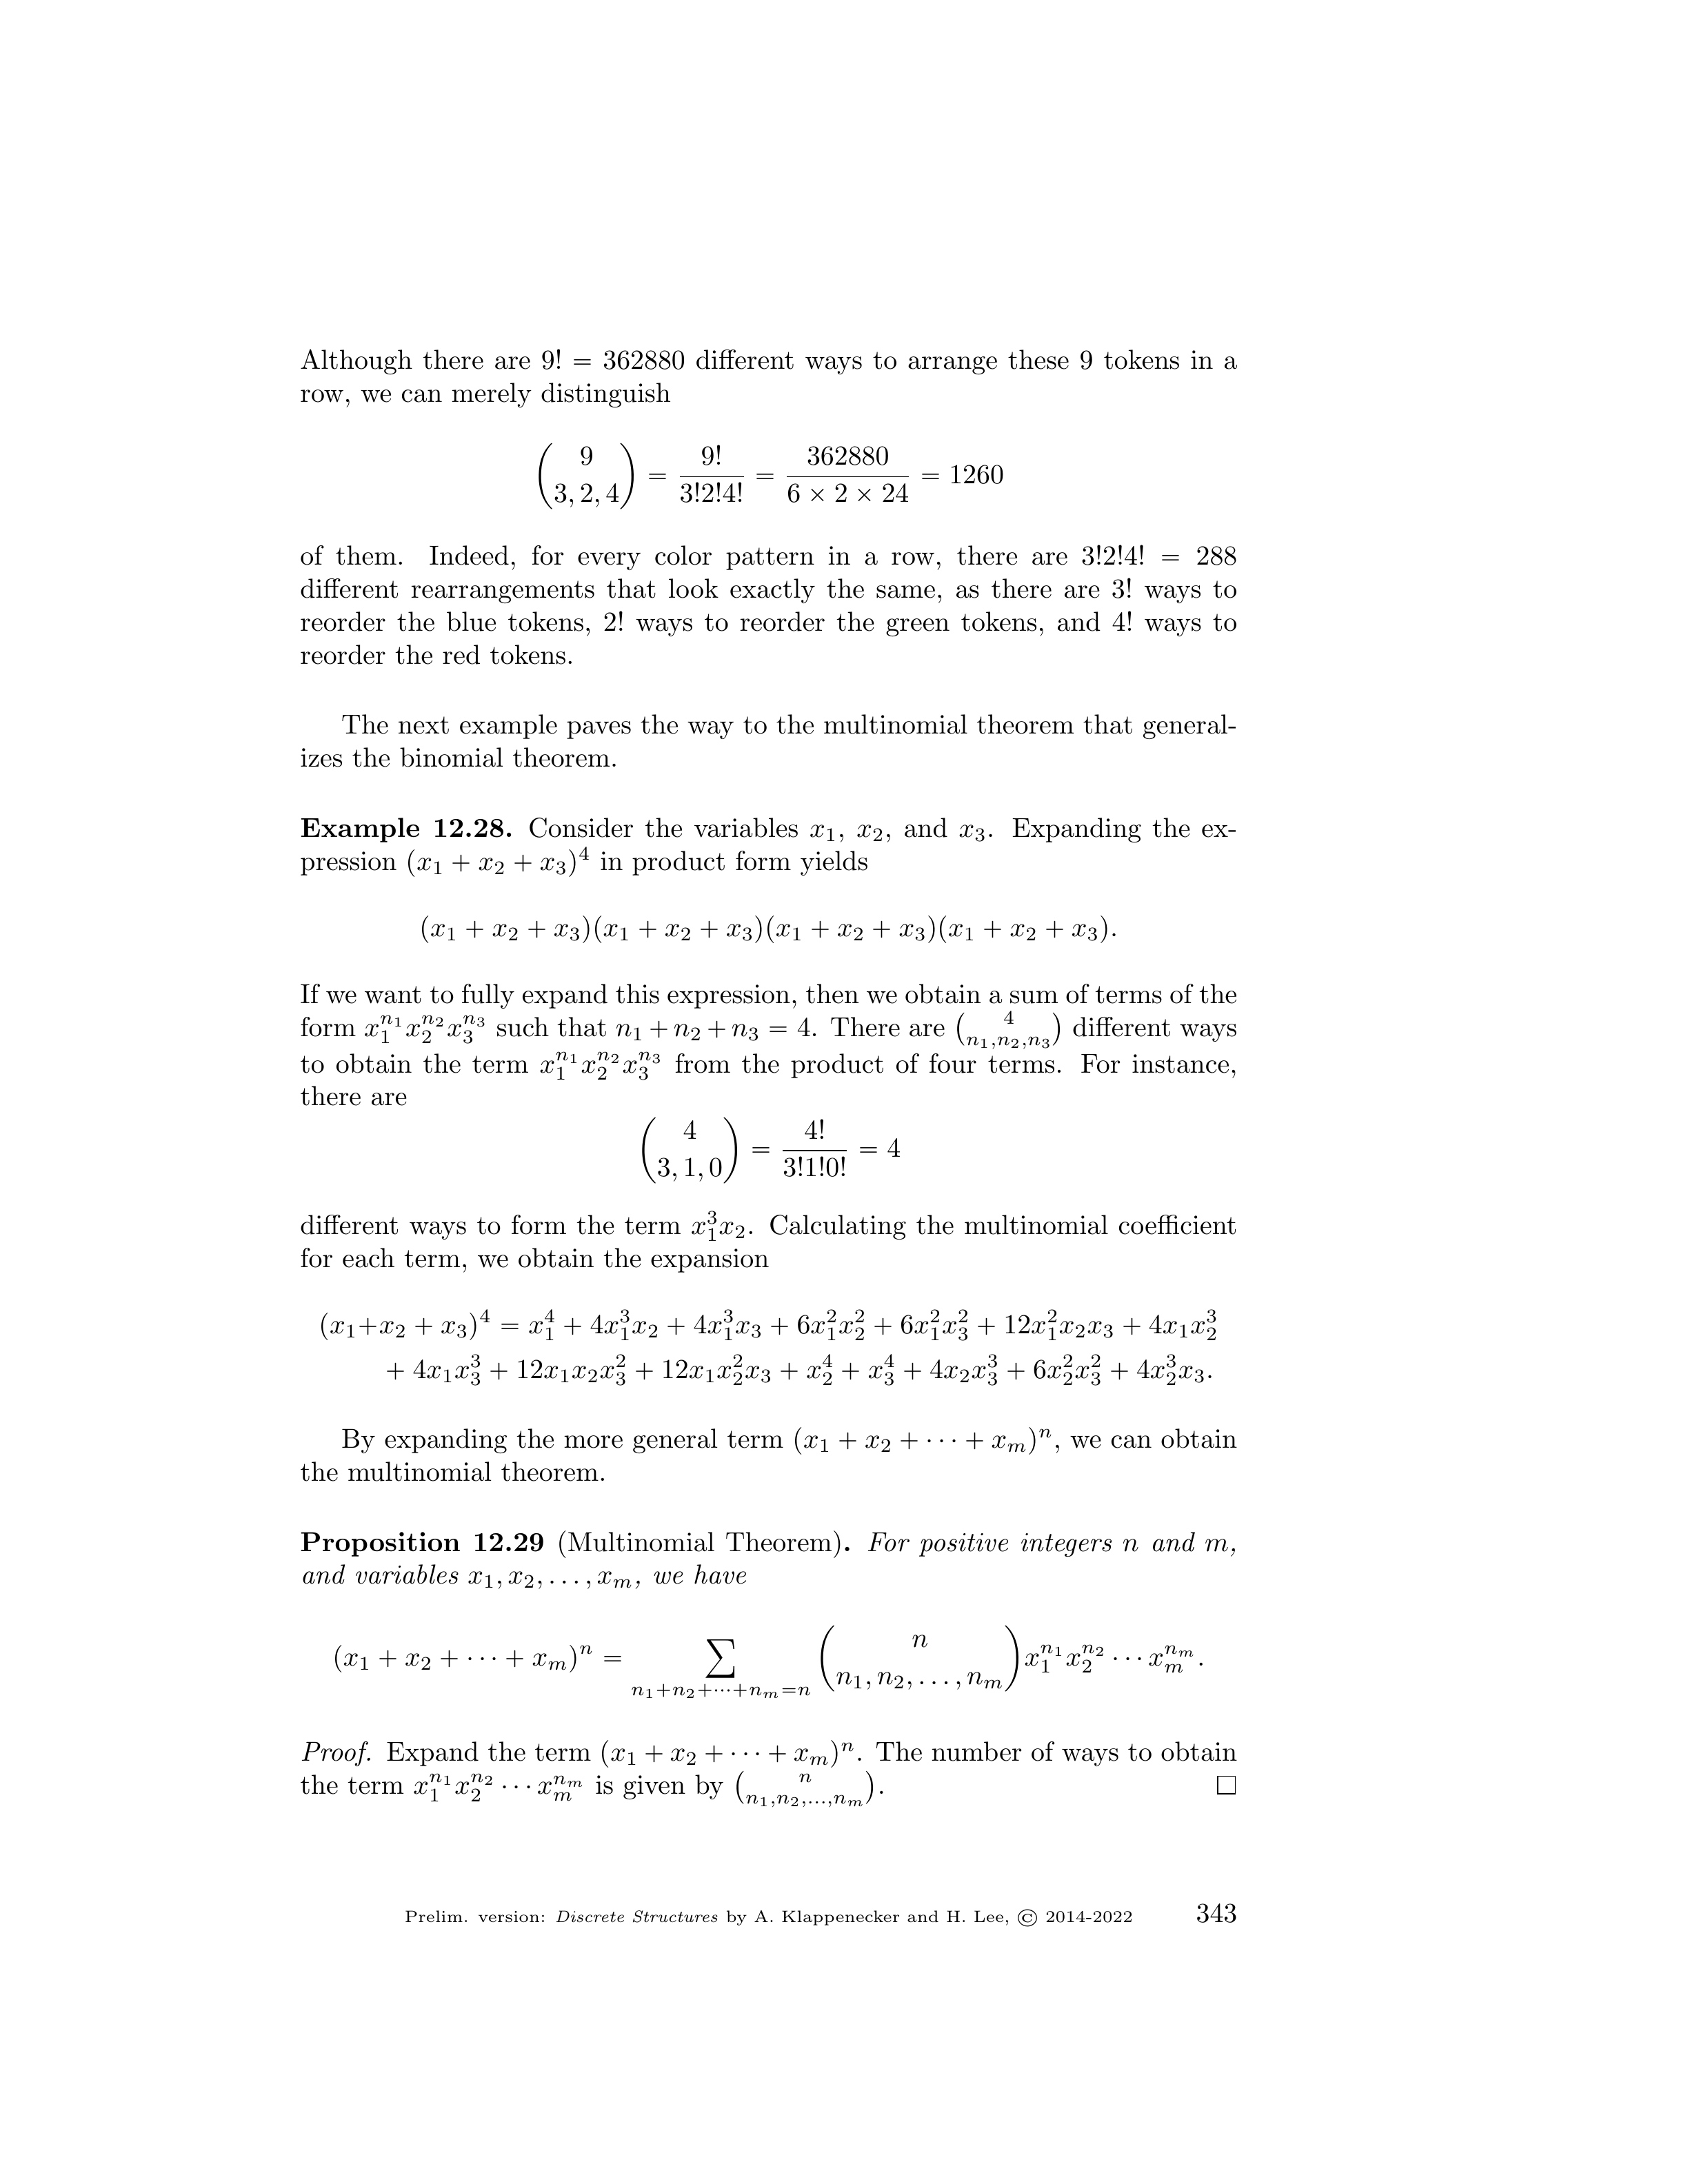 Although there are 9! = 362880 different ways to arrange these 9 tokens in a
row, we can merely distinguish
$\binom{9}{3, 2, 4} = \frac{9!}{3!2!4!} = \frac{362880}{6 \times 2 \times 24} = 1260$
of them. Indeed, for every color pattern in a row, there are 3!2!4! = 288
different rearrangements that look exactly the same, as there are 3! ways to
reorder the blue tokens, 2! ways to reorder the green tokens, and 4! ways to
reorder the red tokens.
The next example paves the way to the multinomial theorem that general-
izes the binomial theorem.
Example 12.28. Consider the variables $x_1$, $x_2$, and $x_3$. Expanding the ex-
pression $(x_1 + x_2 + x_3)^4$ in product form yields
$(x_1 + x_2 + x_3)(x_1 + x_2 + x_3)(x_1 + x_2 + x_3)(x_1 + x_2 + x_3).$
If we want to fully expand this expression, then we obtain a sum of terms of the
form $x_1^{n_1} x_2^{n_2} x_3^{n_3}$ such that $n_1 + n_2 + n_3 = 4$. There are $\binom{4}{n_1,n_2,n_3}$ different ways
to obtain the term $x_1^{n_1} x_2^{n_2} x_3^{n_3}$ from the product of four terms. For instance,
there are
$\binom{4}{3, 1, 0} = \frac{4!}{3!1!0!} = 4$
different ways to form the term $x_1^3 x_2$. Calculating the multinomial coefficient
for each term, we obtain the expansion
$(x_1+x_2 + x_3)^4 = x_1^4 + 4x_1^3x_2 + 4x_1^3x_3 + 6x_1^2x_2^2 + 6x_1^2x_3^2 + 12x_1^2x_2x_3 + 4x_1x_2^3$
$+ 4x_1x_3^3 + 12x_1x_2x_3^2 + 12x_1x_2^2x_3 + x_2^4 + x_3^4 + 4x_2x_3^3 + 6x_2^2x_3^2 + 4x_2^3x_3.$
By expanding the more general term $(x_1 + x_2 + \cdots + x_m)^n$, we can obtain
the multinomial theorem.
Proposition 12.29 (Multinomial Theorem). For positive integers n and m,
and variables $x_1, x_2, \ldots, x_m$, we have
$(x_1 + x_2 + \cdots + x_m)^n = \sum_{n_1+n_2+\cdots+n_m=n} \binom{n}{n_1, n_2, \ldots, n_m} x_1^{n_1} x_2^{n_2} \cdots x_m^{n_m}.$
Proof. Expand the term $(x_1 + x_2 + \cdots + x_m)^n$. The number of ways to obtain
the term $x_1^{n_1} x_2^{n_2} \cdots x_m^{n_m}$ is given by $\binom{n}{n_1,n_2,\ldots,n_m}$. □
Prelim. version: Discrete Structures by A. Klappenecker and H. Lee, © 2014-2022 343